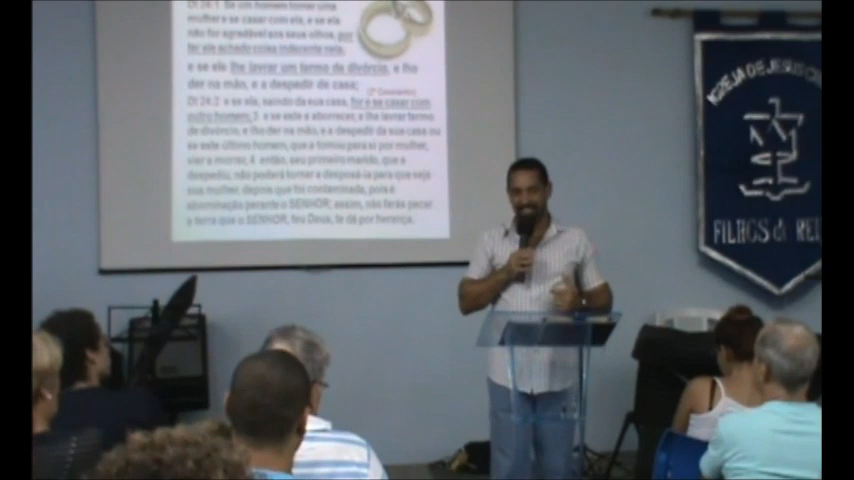 Dt 24:1 Se um homem tomar uma
mulher e se casar com ela, e se ela
não for agradável aos seus olhos, por
ter ele achado coisa indecente nela,
e se ele lhe lavrar um termo de divórcio, e lho
der na mão, e a despedir de casa;
Dt 24:2 e se ela, saindo da sua casa, for e se casar com
outro homem, 3 e se este a aborrecer, e lhe lavrar termo
de divórcio, e lho der na mão, e a despedir da sua casa ou
se este último homem, que a tomou para si por mulher,
vier a morrer, 4 então, seu primeiro marido, que a
despediu, não poderá tornar a desposá-la para que seja
sua mulher, depois que foi contaminada, pois é
abominação perante o SENHOR; assim, não farás pecar
a terra que o SENHOR, teu Deus, te dá por herança.
IGREJA DE JESUS
FILHOS do REI